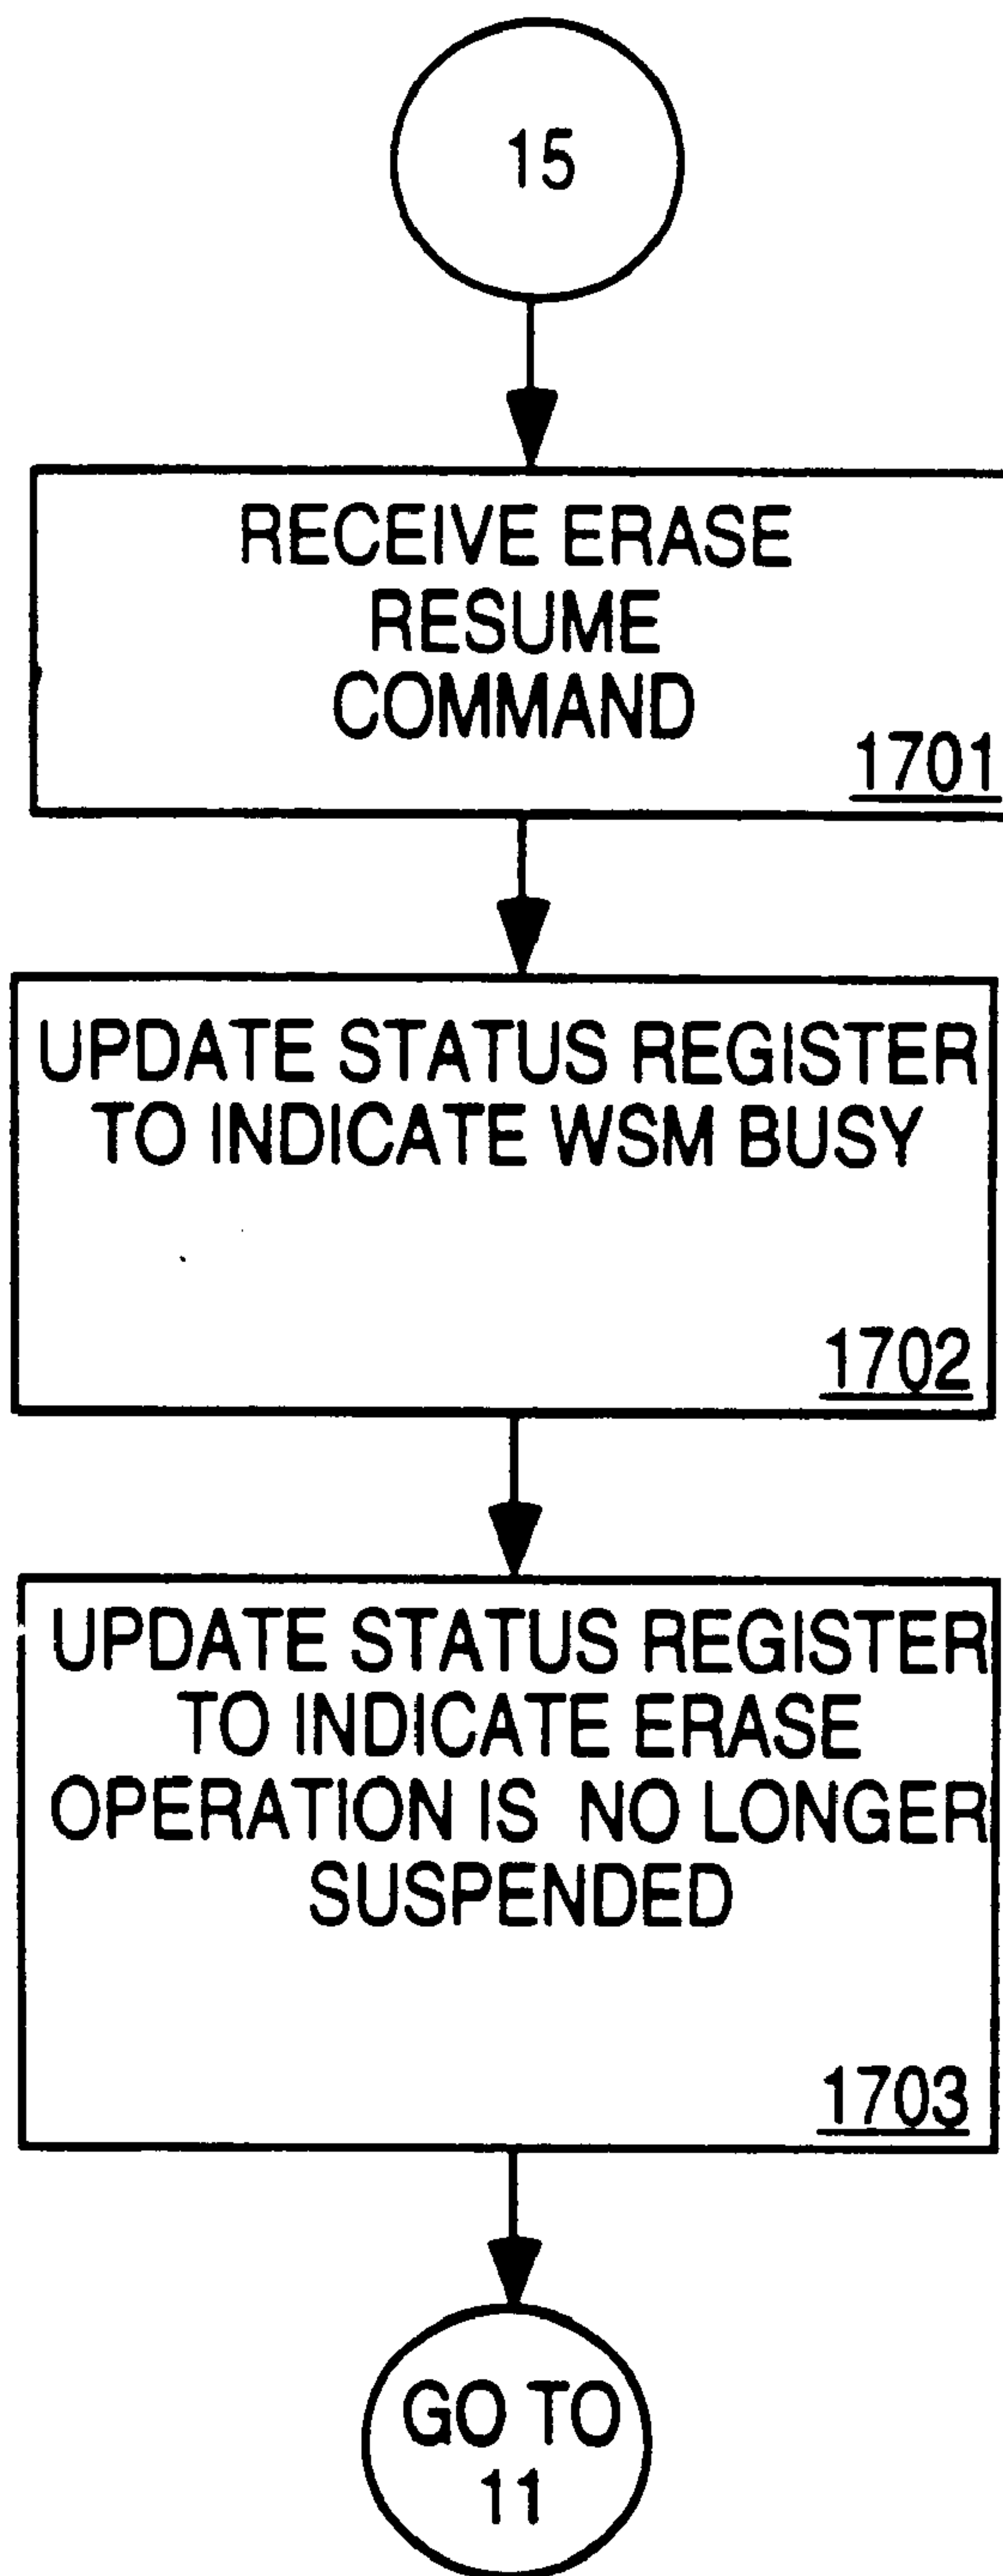 15
RECEIVE ERASE
RESUME
COMMAND
1701
UPDATE STATUS REGISTER
TO INDICATE WSM BUSY
1702
UPDATE STATUS REGISTER
TO INDICATE ERASE
OPERATION IS NO LONGER
SUSPENDED
1703
GO TO
11